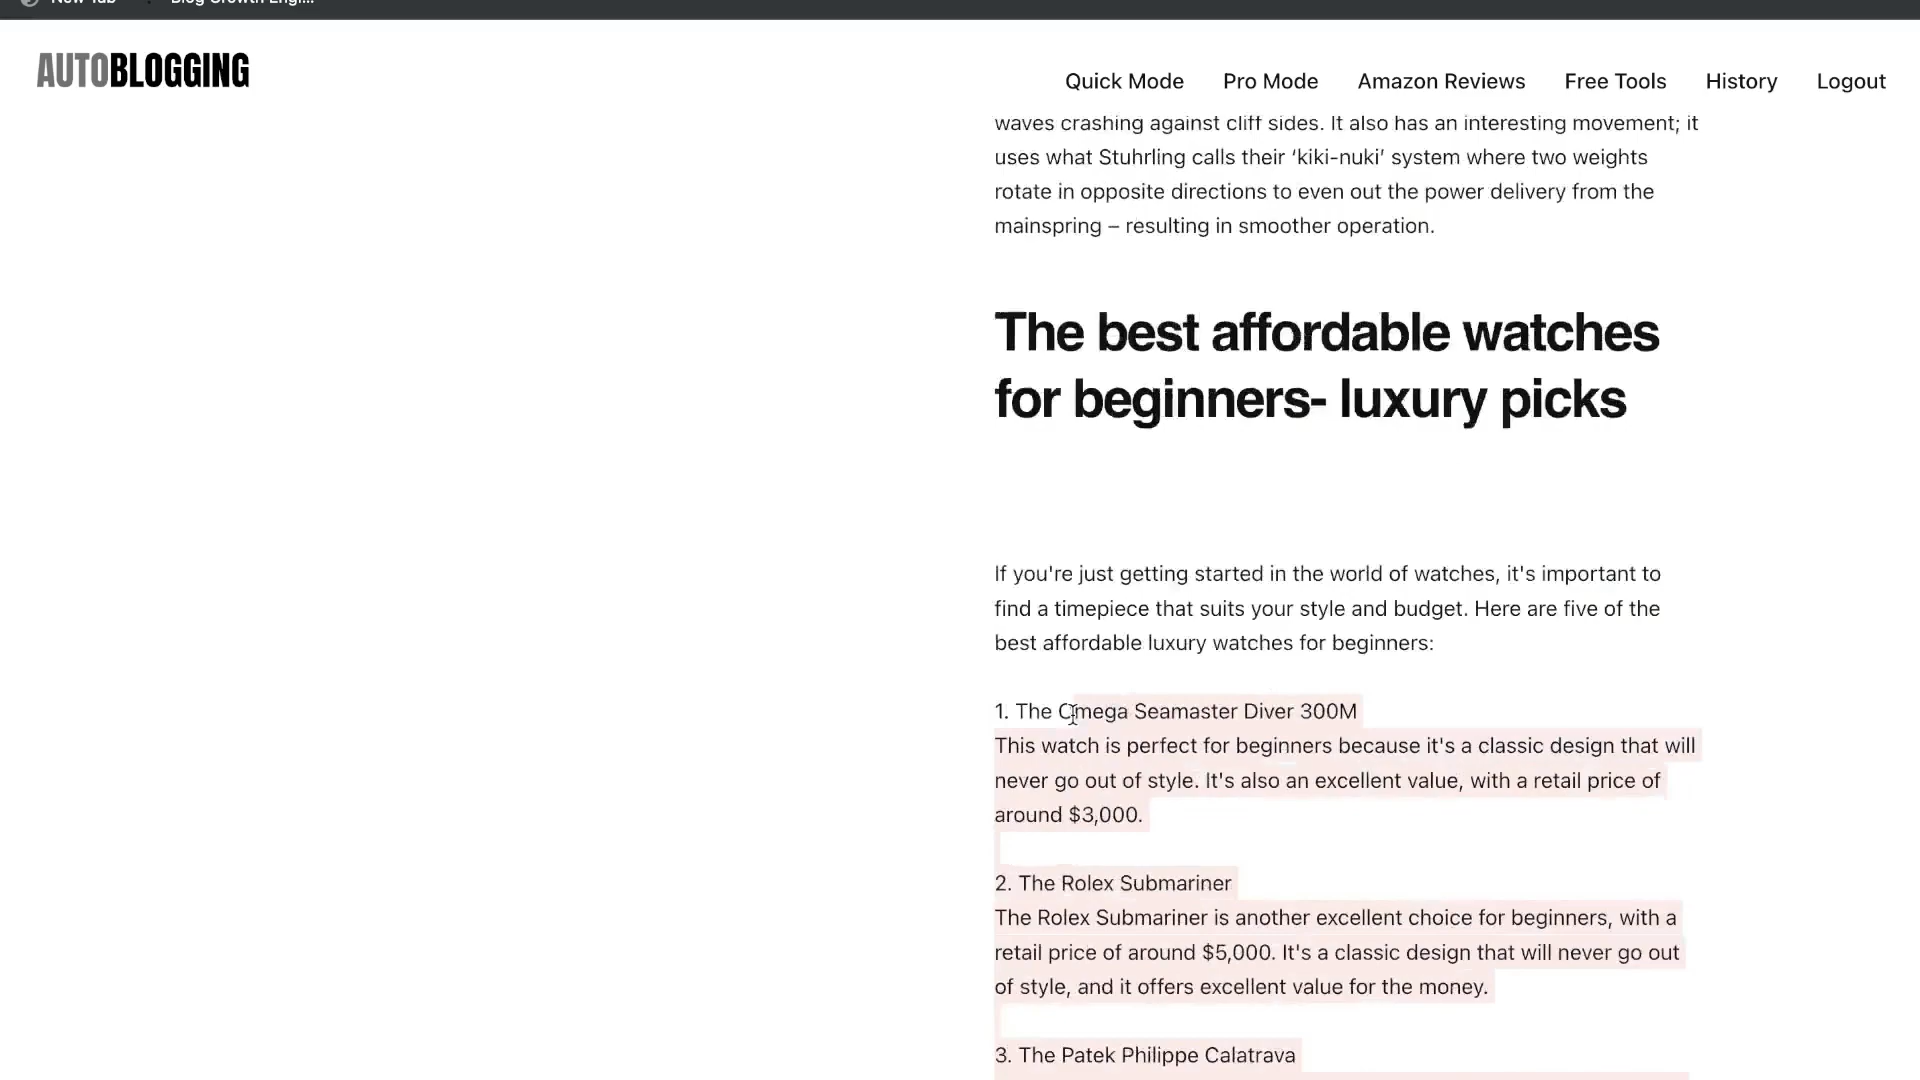 New Tab Blog Growth Engi...
AUTOBLOGGING
Quick Mode Pro Mode Amazon Reviews Free Tools History Logout
waves crashing against cliff sides. It also has an interesting movement; it
uses what Stuhrling calls their ‘kiki-nuki’ system where two weights
rotate in opposite directions to even out the power delivery from the
mainspring – resulting in smoother operation.
The best affordable watches
for beginners- luxury picks
If you're just getting started in the world of watches, it's important to
find a timepiece that suits your style and budget. Here are five of the
best affordable luxury watches for beginners:
1. The Omega Seamaster Diver 300M
This watch is perfect for beginners because it's a classic design that will
never go out of style. It's also an excellent value, with a retail price of
around $3,000.
2. The Rolex Submariner
The Rolex Submariner is another excellent choice for beginners, with a
retail price of around $5,000. It's a classic design that will never go out
of style, and it offers excellent value for the money.
3. The Patek Philippe Calatrava